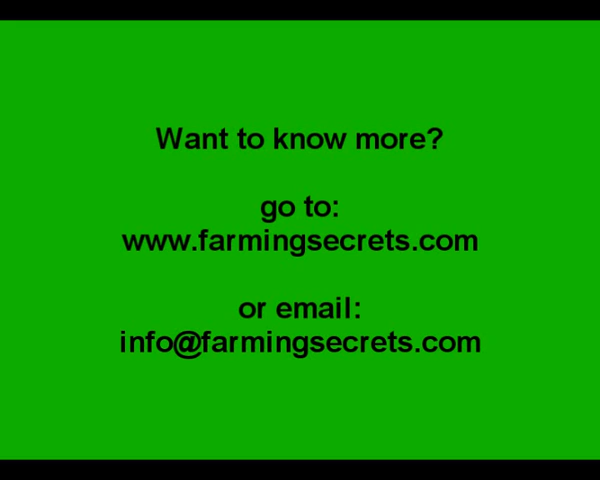 Want to know more?
go to:
www.farmingsecrets.com
or email:
info@farmingsecrets.com